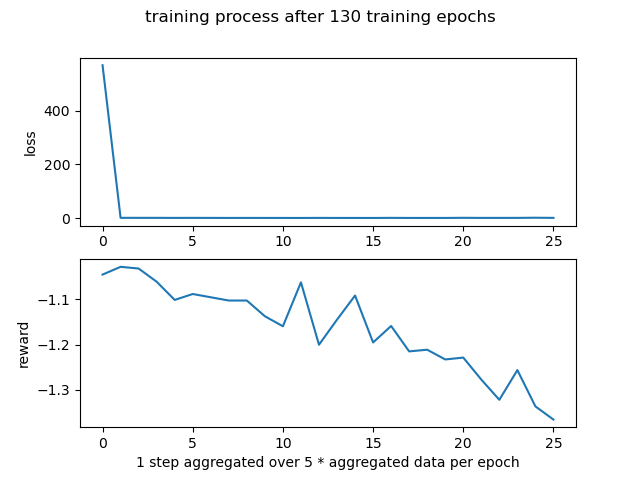 training process after 130 training epochs
400
200
0
loss
0 5 10 15 20 25
−1.1
−1.2
−1.3
reward
0 5 10 15 20 25
1 step aggregated over 5 * aggregated data per epoch